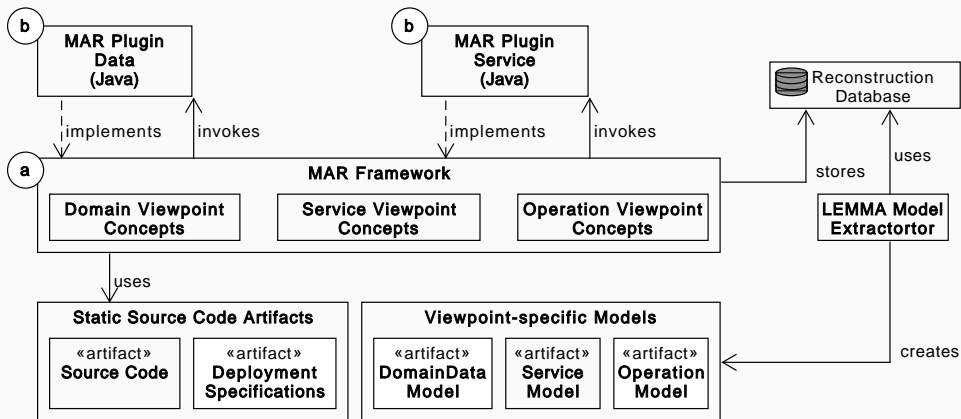 b
MAR Plugin
Data
(Java)
b
MAR Plugin
Service
(Java)
Reconstruction
Database
implements
invokes
implements
invokes
uses
stores
a
MAR Framework
Domain Viewpoint
Concepts
Service Viewpoint
Concepts
Operation Viewpoint
Concepts
LEMMA Model
Extractortor
uses
Static Source Code Artifacts
«artifact»
Source Code
«artifact»
Deployment
Specifications
Viewpoint-specific Models
«artifact»
DomainData
Model
«artifact»
Service
Model
«artifact»
Operation
Model
creates